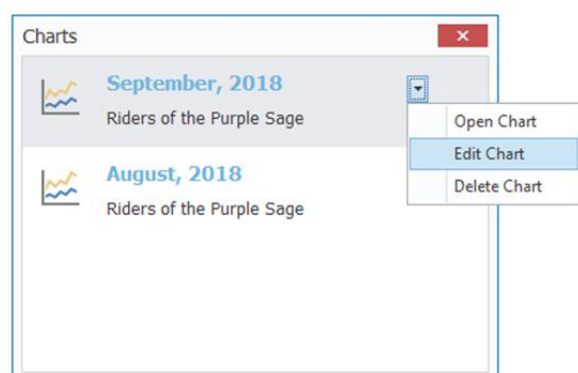 Charts
September, 2018
Riders of the Purple Sage
Open Chart
Edit Chart
Delete Chart
August, 2018
Riders of the Purple Sage